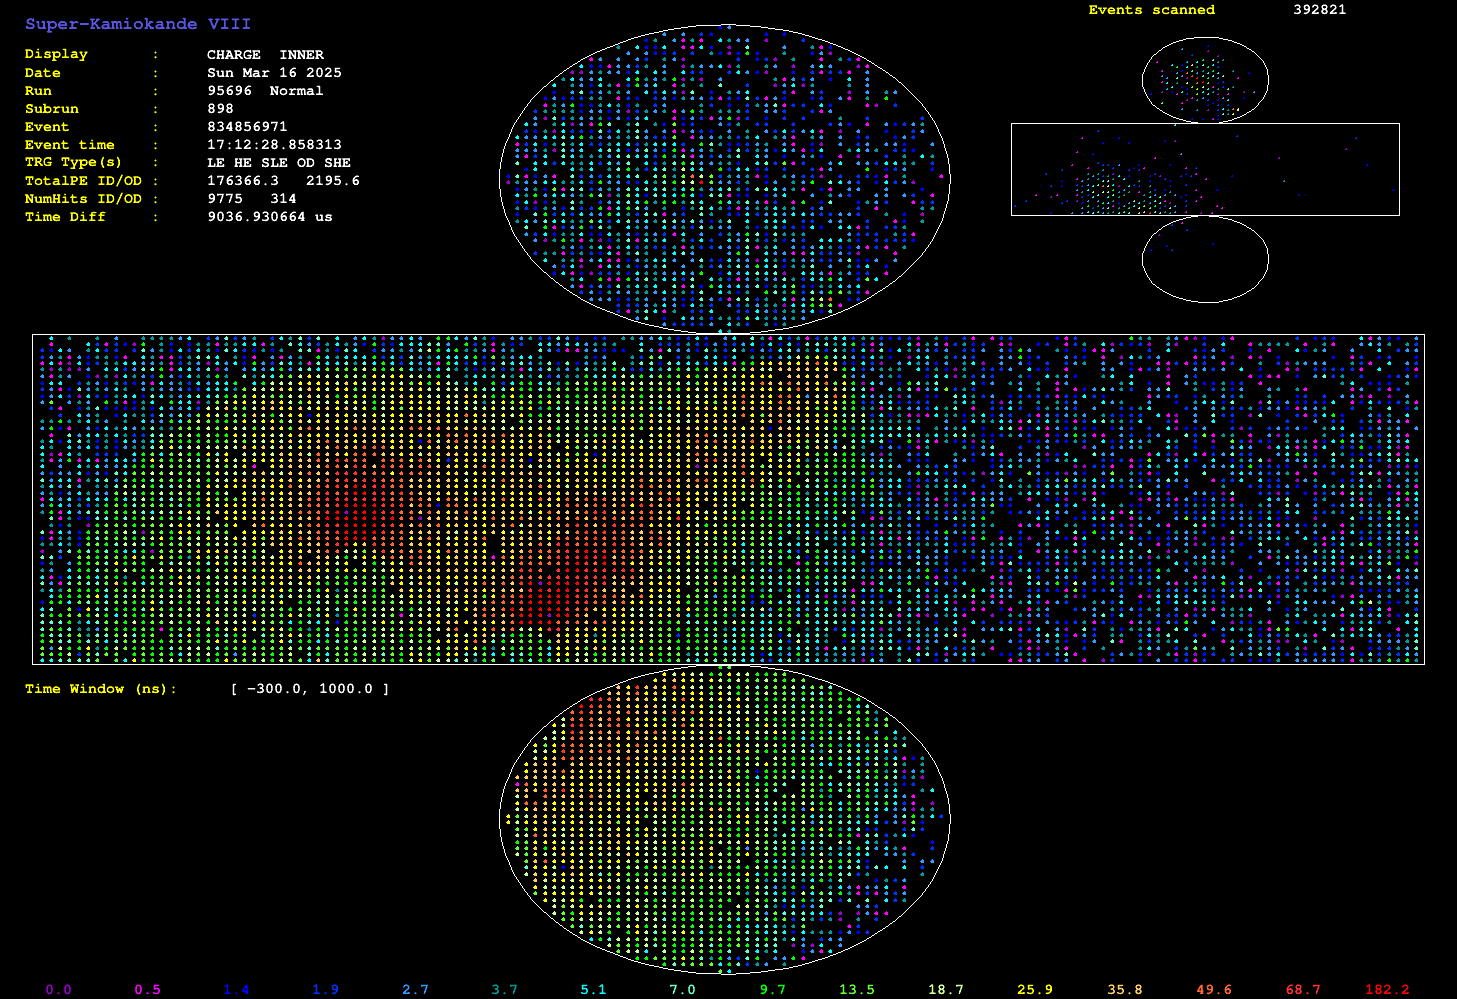 Super-Kamiokande VIII
Display : CHARGE INNER
Date : Sun Mar 16 2025
Run : 95696 Normal
Subrun : 898
Event : 834856971
Event time : 17:12:28.858313
TRG Type(s) : LE HE SLE OD SHE
TotalPE ID/OD : 176366.3 2195.6
NumHits ID/OD : 9775 314
Time Diff : 9036.930664 us
Events scanned 392821
Time Window (ns): [ -300.0, 1000.0 ]
0.0 0.5 1.4 1.9 2.7 3.7 5.1 7.0 9.7 13.5 18.7 25.9 35.8 49.6 68.7 182.2